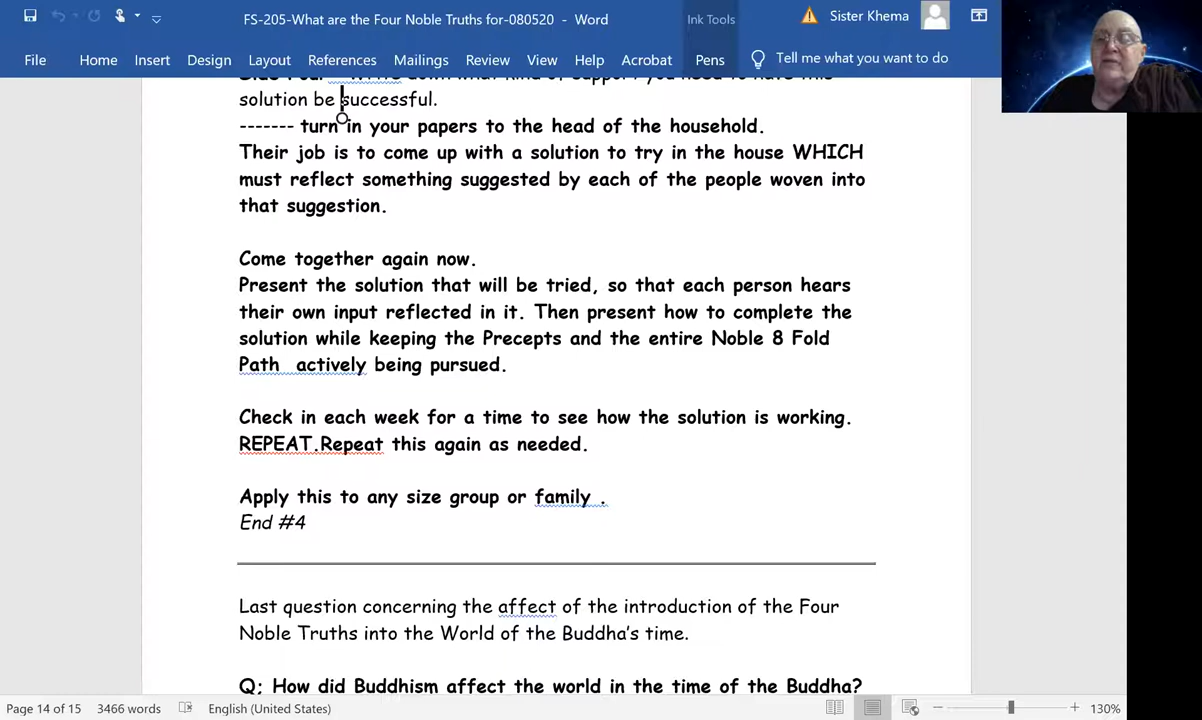 FS-205-What are the Four Noble Truths for-080520 - Word
Ink Tools
Sister Khema
File Home Insert Design Layout References Mailings Review View Help Acrobat Pens Tell me what you want to do
solution be successful.
------- turn in your papers to the head of the household.
Their job is to come up with a solution to try in the house WHICH
must reflect something suggested by each of the people woven into
that suggestion.
Come together again now.
Present the solution that will be tried, so that each person hears
their own input reflected in it. Then present how to complete the
solution while keeping the Precepts and the entire Noble 8 Fold
Path  actively being pursued.
Check in each week for a time to see how the solution is working.
REPEAT.Repeat this again as needed.
Apply this to any size group or family .
End #4
Last question concerning the affect of the introduction of the Four
Noble Truths into the World of the Buddha's time.
Q; How did Buddhism affect the world in the time of the Buddha?
Page 14 of 15 3466 words English (United States) 130%